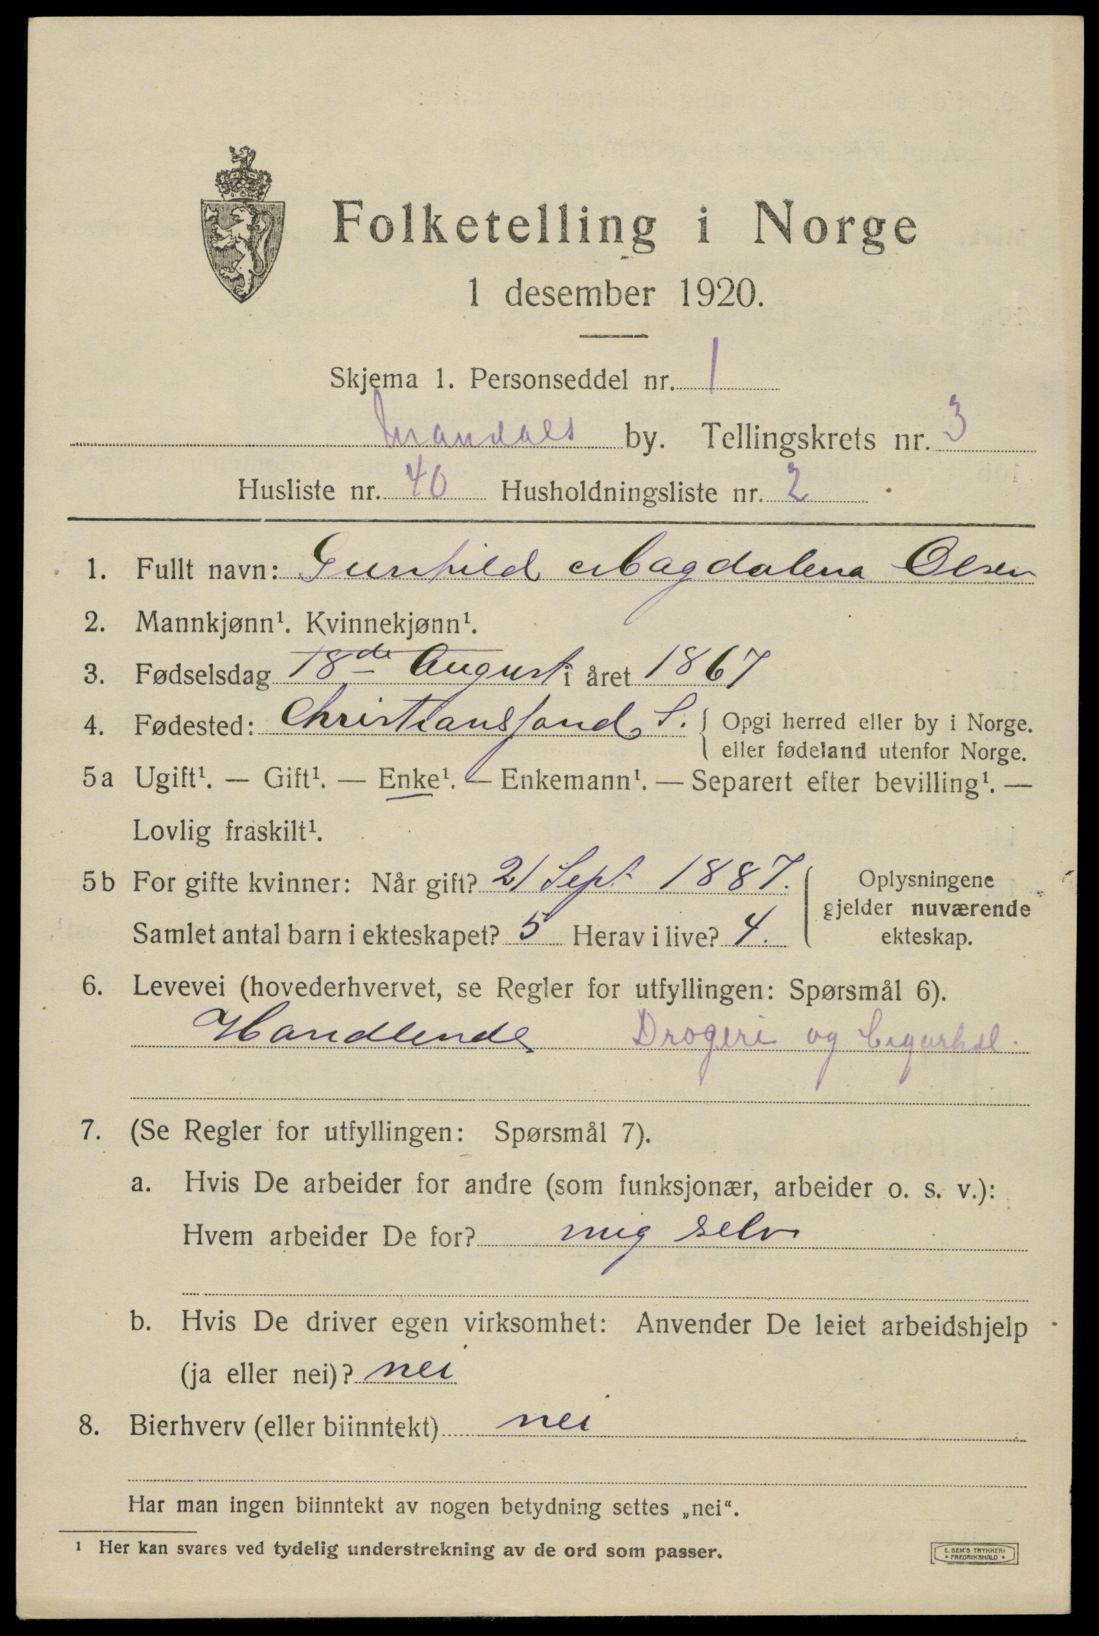 Folketelling i Norge
1 desember 1920.
Skjema 1. Personseddel nr. 1
Mandals by. Tellingskrets nr. 3
Husliste nr. 40 Husholdningsliste nr. 2
1. Fullt navn: Gunhild Magdalena Olsen
2. Mannkjønn¹. Kvinnekjønn¹.
3. Fødselsdag 18de August i året 1867
4. Fødested: Christianssand S. { Opgi herred eller by i Norge.
eller fødeland utenfor Norge.
5a Ugift¹. — Gift¹. — Enke¹. — Enkemann¹. — Separert efter bevilling¹. —
Lovlig fraskilt¹.
5b For gifte kvinner: Når gift? 21 Sept 1887. ( Oplysningene
gjelder nuværende
Samlet antal barn i ekteskapet? 5 Herav i live? 4. ekteskap.
6. Levevei (hovederhvervet, se Regler for utfyllingen: Spørsmål 6).
Handlende Drogeri og Cigarhdl.
7. (Se Regler for utfyllingen: Spørsmål 7).
a. Hvis De arbeider for andre (som funksjonær, arbeider o. s. v.):
Hvem arbeider De for? mig selv
b. Hvis De driver egen virksomhet: Anvender De leiet arbeidshjelp
(ja eller nei)? nei
8. Bierhverv (eller biinntekt) nei
Har man ingen biinntekt av nogen betydning settes „nei“.
¹ Her kan svares ved tydelig understrekning av de ord som passer.
E. SEM'S TRYKKERI
• FREDRIKSHALD •